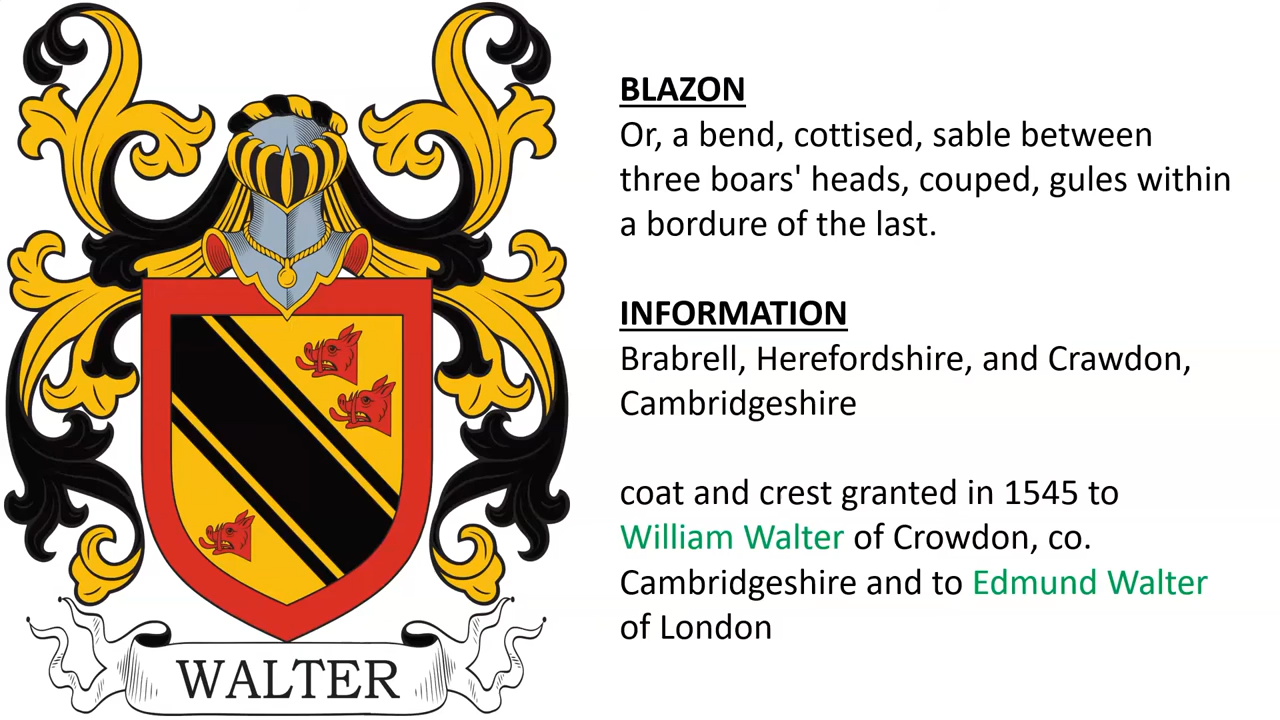 BLAZON
Or, a bend, cottised, sable between
three boars' heads, couped, gules within
a bordure of the last.
INFORMATION
Brabrell, Herefordshire, and Crawdon,
Cambridgeshire
coat and crest granted in 1545 to
William Walter of Crowdon, co.
Cambridgeshire and to Edmund Walter
of London
WALTER